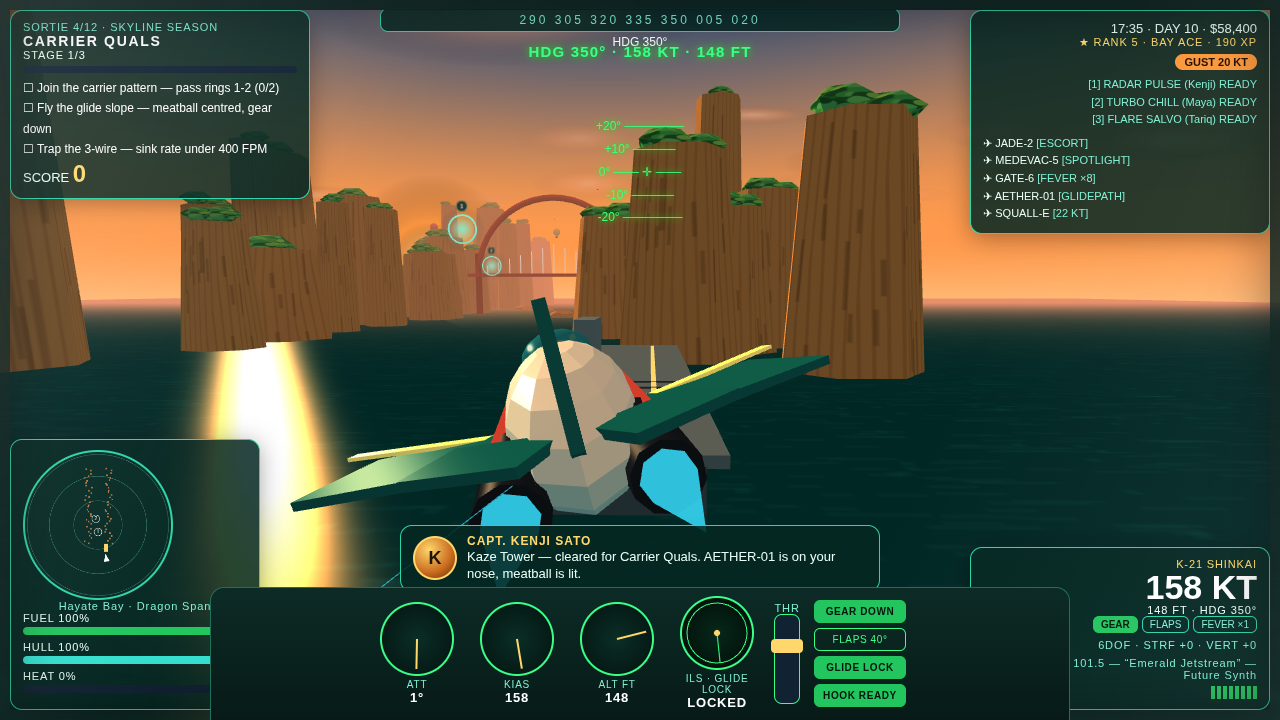 SORTIE 4/12 · SKYLINE SEASON
CARRIER QUALS
STAGE 1/3
☐ Join the carrier pattern — pass rings 1-2 (0/2)
☐ Fly the glide slope — meatball centred, gear
down
☐ Trap the 3-wire — sink rate under 400 FPM
SCORE 0
290 305 320 335 350 005 020
HDG 350°
HDG 350° · 158 KT · 148 FT
+20°
+10°
0°
-10°
-20°
17:35 · DAY 10 · $58,400
★ RANK 5 · BAY ACE · 190 XP
GUST 20 KT
[1] RADAR PULSE (Kenji) READY
[2] TURBO CHILL (Maya) READY
[3] FLARE SALVO (Tariq) READY
✈ JADE-2 [ESCORT]
✈ MEDEVAC-5 [SPOTLIGHT]
✈ GATE-6 [FEVER ×8]
✈ AETHER-01 [GLIDEPATH]
✈ SQUALL-E [22 KT]
Hayate Bay · Dragon Span
FUEL 100%
HULL 100%
HEAT 0%
K
CAPT. KENJI SATO
Kaze Tower — cleared for Carrier Quals. AETHER-01 is on your
nose, meatball is lit.
ATT
1°
KIAS
158
ALT FT
148
ILS · GLIDE
LOCK
LOCKED
THR
GEAR DOWN
FLAPS 40°
GLIDE LOCK
HOOK READY
K-21 SHINKAI
158 KT
148 FT · HDG 350°
GEAR FLAPS FEVER ×1
6DOF · STRF +0 · VERT +0
101.5 — “Emerald Jetstream” —
Future Synth